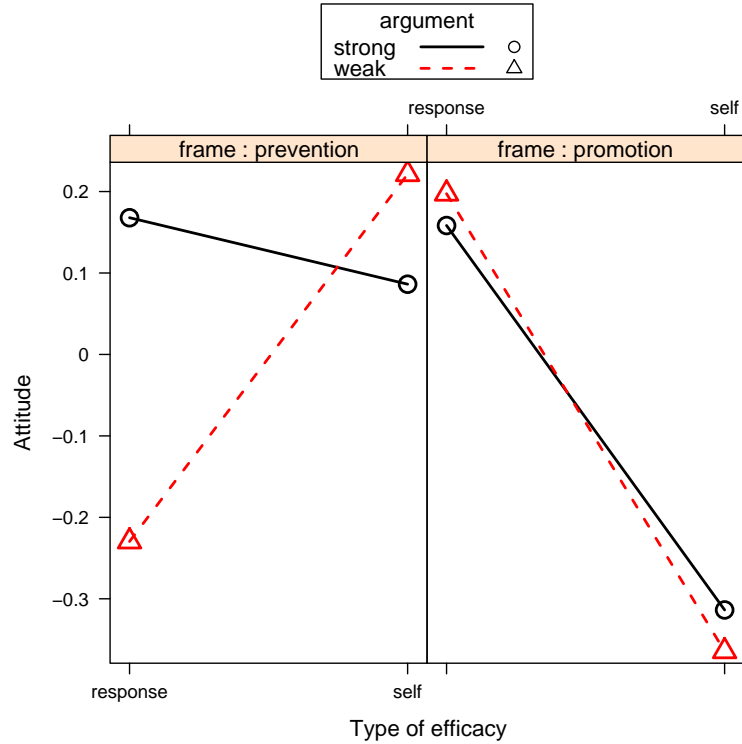 argument
strong
weak
response self
frame : prevention frame : promotion
0.2
0.1
0
−0.1
−0.2
−0.3
Attitude
response self
Type of efficacy